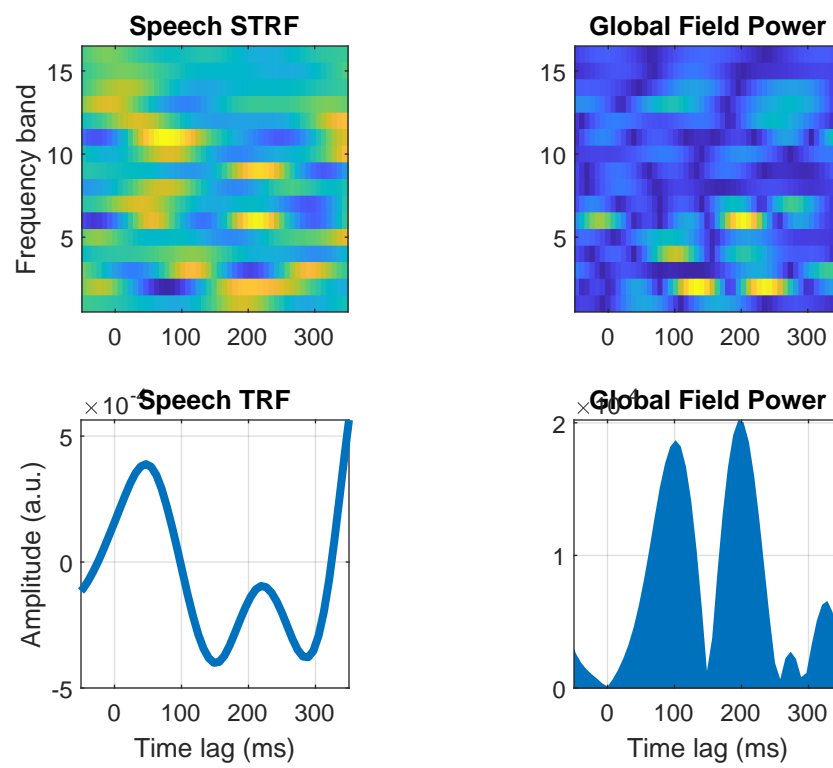 Speech STRF
Frequency band
15
10
5
0 100 200 300
Global Field Power
15
10
5
0 100 200 300
× 10⁻⁴
Speech TRF
Amplitude (a.u.)
5
0
-5
0 100 200 300
Time lag (ms)
Global Field Power
2
1
0
0 100 200 300
Time lag (ms)